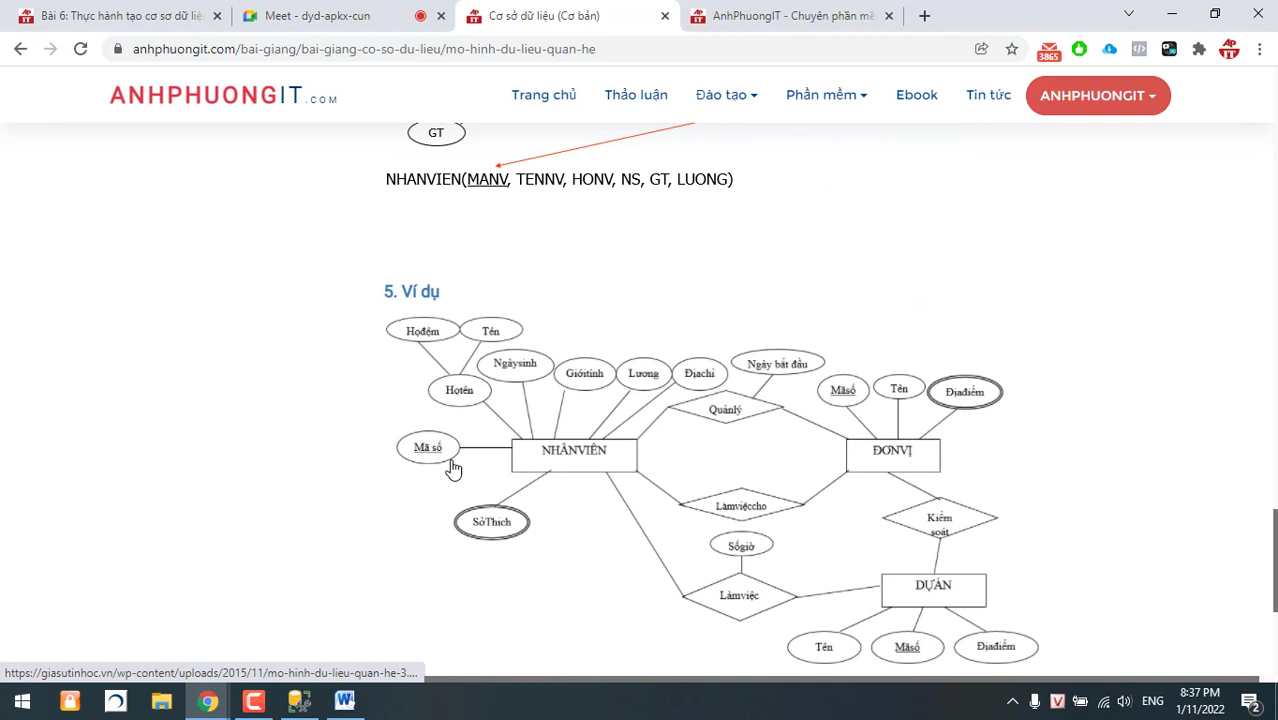 Bài 6: Thực hành tạo cơ sơ dữ liệ
Meet - dyd-apkx-cun
Cơ sở dữ liệu (Cơ bản)
AnhPhuongIT - Chuyên phần mề
anhphuongit.com/bai-giang/bai-giang-co-so-du-lieu/mo-hinh-du-lieu-quan-he
3865
ANHPHUONGIT.COM
Trang chủ
Thảo luận
Đào tạo
Phần mềm
Ebook
Tin tức
ANHPHUONGIT
GT
NHANVIEN(MANV, TENNV, HONV, NS, GT, LUONG)
5. Ví dụ
Họđệm
Tên
Ngàysinh
Giớitính
Lương
Địachỉ
Ngày bắt đầu
Họtên
Quảnlý
Mãsố
Tên
Địađiểm
Mã số
NHÂNVIÊN
ĐƠNVỊ
SởThích
Làmviệccho
Kiểm
soát
Sốgiờ
Làmviệc
DỰÁN
Tên
Mãsố
Địađiểm
https://giasutinhoc.vn/wp-content/uploads/2015/11/mo-hinh-du-lieu-quan-he-3....
ENG
8:37 PM
1/11/2022
2